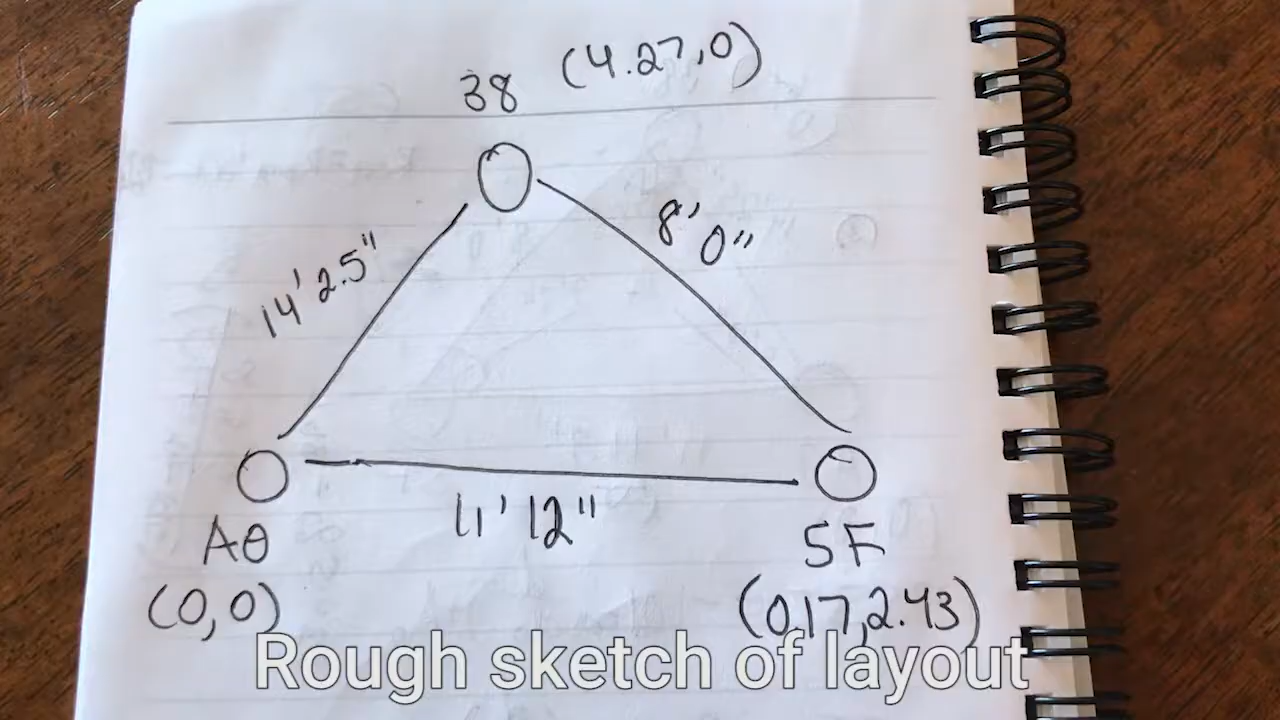 38 (4.27,0)
14' 2.5"
8' 0"
11' 12"
A0
5F
(0,0)
(0.17,2.43)
Rough sketch of layout